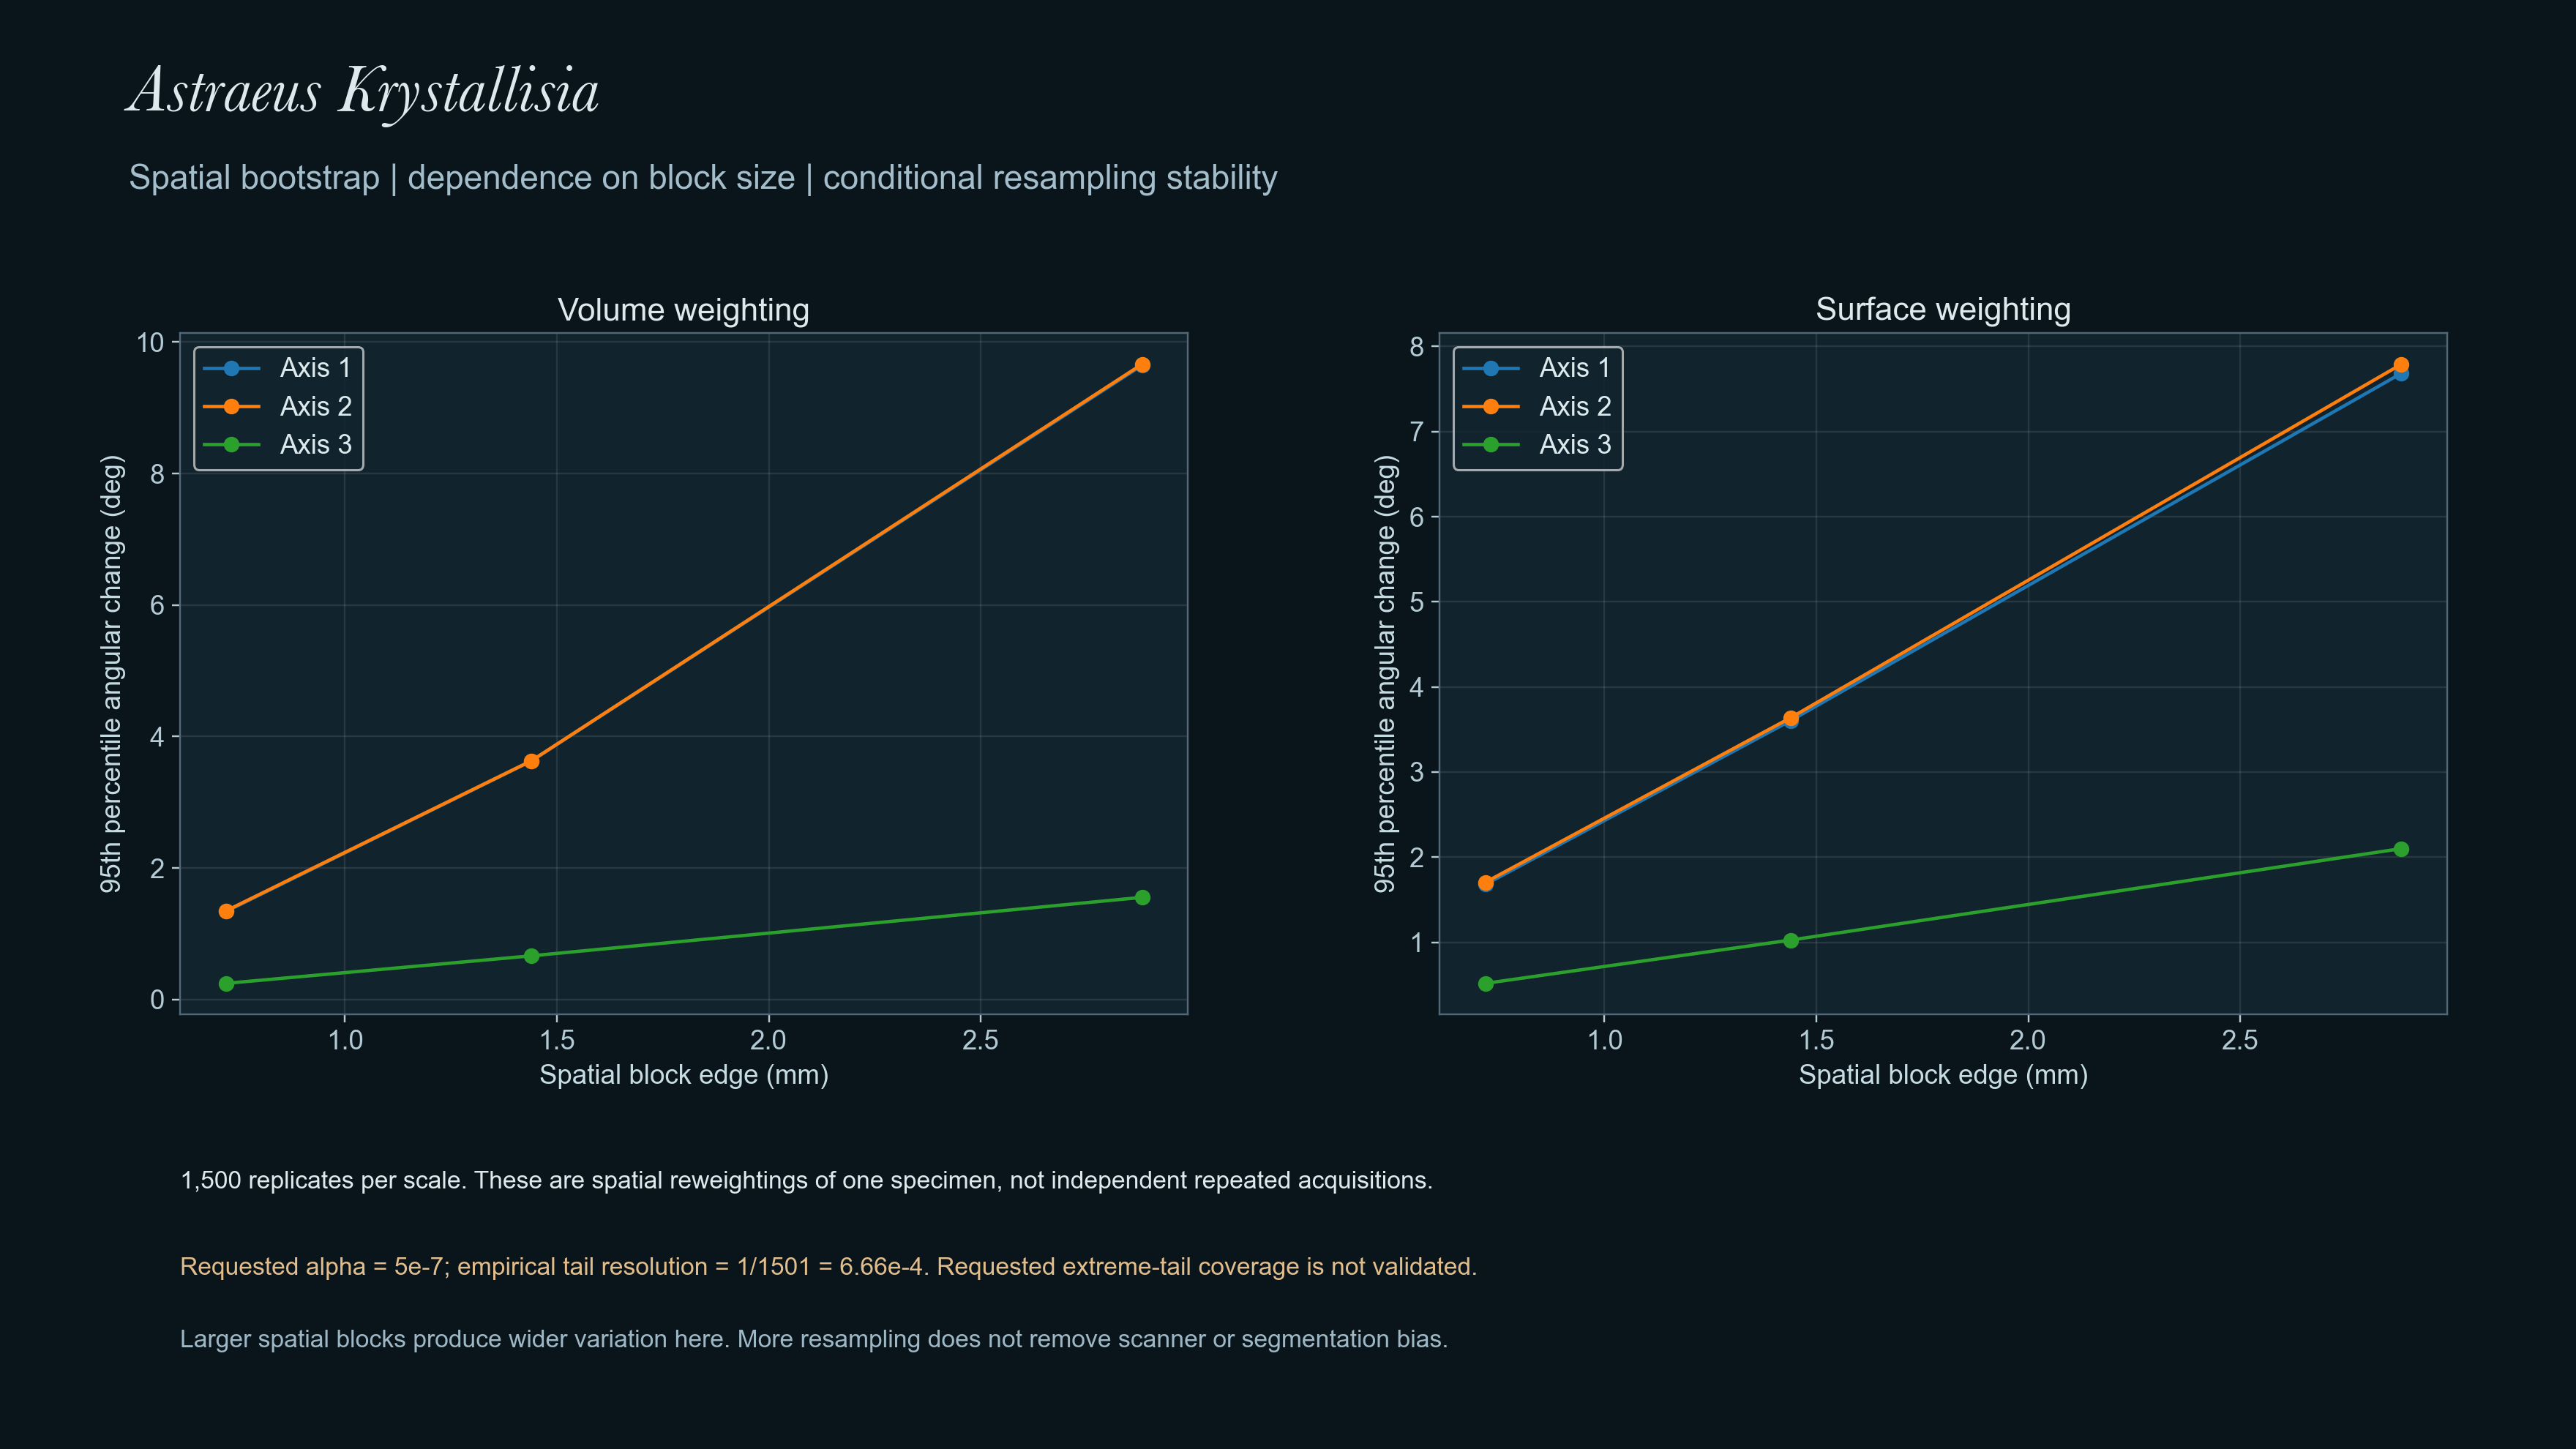 Astraeus Krystallisia
Spatial bootstrap | dependence on block size | conditional resampling stability
Volume weighting
10
8
6
4
2
0
95th percentile angular change (deg)
Axis 1
Axis 2
Axis 3
1.0
1.5
2.0
2.5
Spatial block edge (mm)
Surface weighting
8
7
6
5
4
3
2
1
95th percentile angular change (deg)
Axis 1
Axis 2
Axis 3
1.0
1.5
2.0
2.5
Spatial block edge (mm)
1,500 replicates per scale. These are spatial reweightings of one specimen, not independent repeated acquisitions.
Requested alpha = 5e-7; empirical tail resolution = 1/1501 = 6.66e-4. Requested extreme-tail coverage is not validated.
Larger spatial blocks produce wider variation here. More resampling does not remove scanner or segmentation bias.